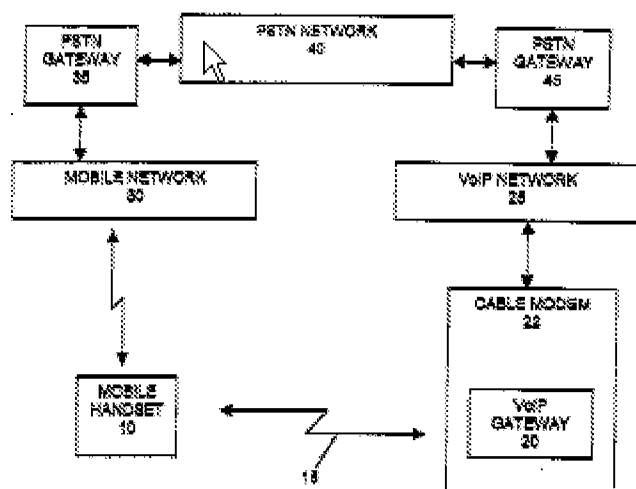 PSTN NETWORK
40
PSTN
GATEWAY
35
PSTN
GATEWAY
45
MOBILE NETWORK
30
VoIP NETWORK
25
CABLE MODEM
22
MOBILE
HANDSET
10
VoIP
GATEWAY
20
15